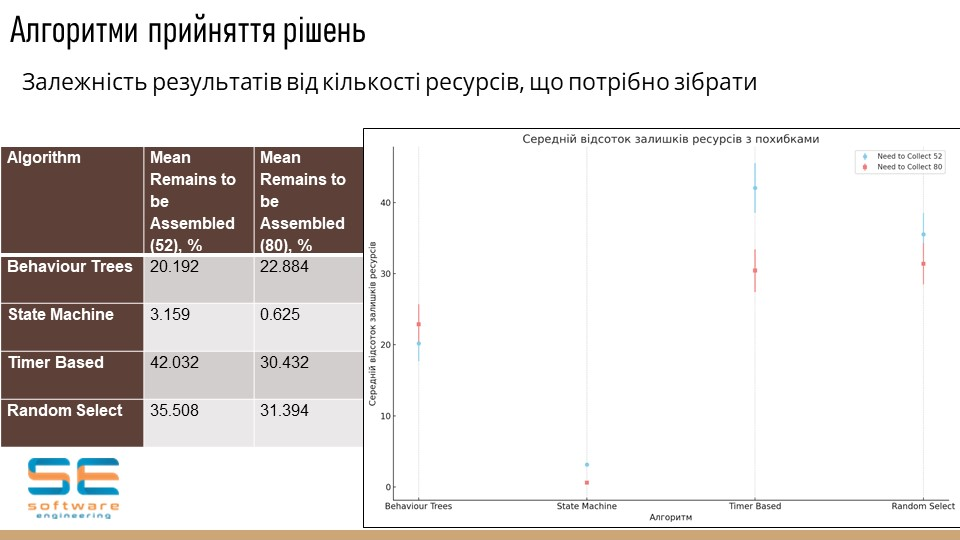 Алгоритми прийняття рішень
Залежність результатів від кількості ресурсів, що потрібно зібрати
Algorithm
Mean
Remains to
be
Assembled
(52), %
Mean
Remains to
be
Assembled
(80), %
Behaviour Trees 20.192 22.884
State Machine 3.159 0.625
Timer Based 42.032 30.432
Random Select 35.508 31.394
SE
software
engineering
Середній відсоток залишків ресурсів з похибками
Need to Collect 52
Need to Collect 80
Середній відсоток залишків ресурсів
40
30
20
10
0
Behaviour Trees State Machine Timer Based Random Select
Алгоритм